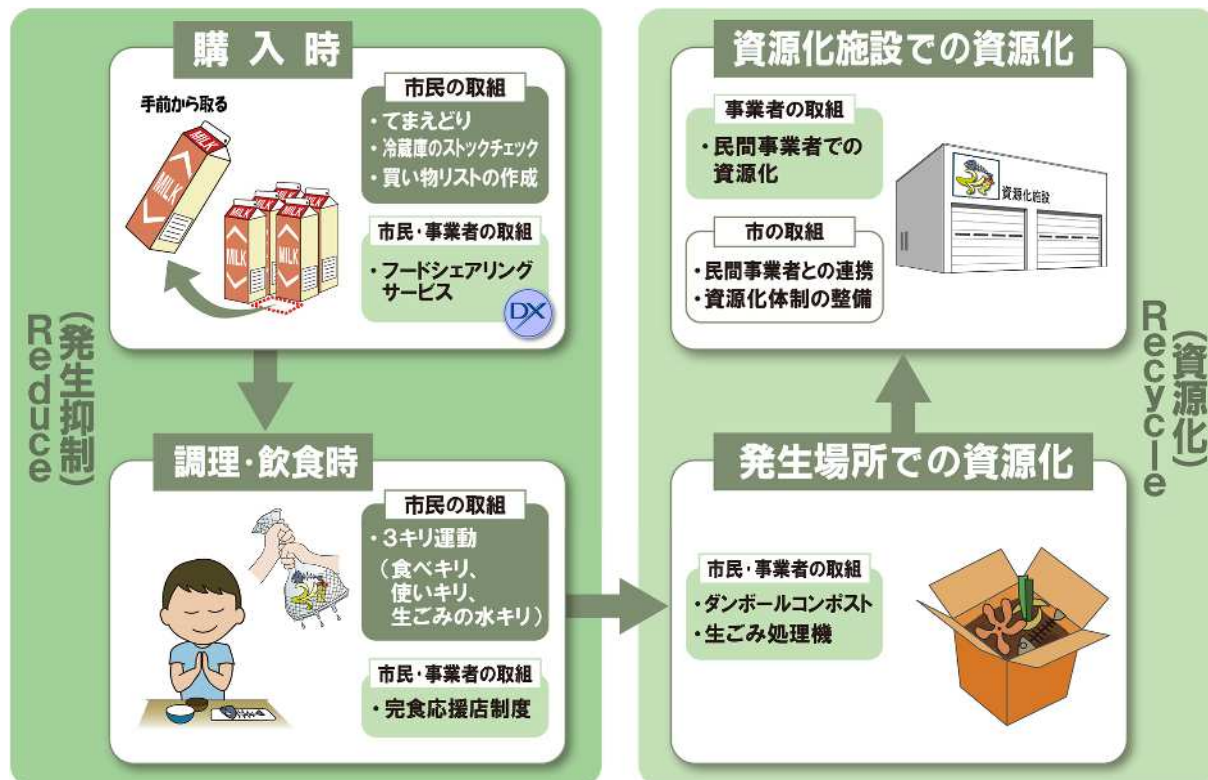 Reduce
(発生抑制)
購入時
手前から取る
MILK
MILK
MILK
MILK
MILK
MILK
MILK
MILK
MILK
市民の取組
・てまえどり
・冷蔵庫のストックチェック
・買い物リストの作成
市民・事業者の取組
・フードシェアリング
サービス
DX
調理・飲食時
市民の取組
・3キリ運動
(食べキリ、
使いキリ、
生ごみの水キリ)
市民・事業者の取組
・完食応援店制度
発生場所での資源化
市民・事業者の取組
・ダンボールコンポスト
・生ごみ処理機
資源化施設での資源化
事業者の取組
・民間事業者での
資源化
市の取組
・民間事業者との連携
・資源化体制の整備
資源化施設
Recycle
(資源化)